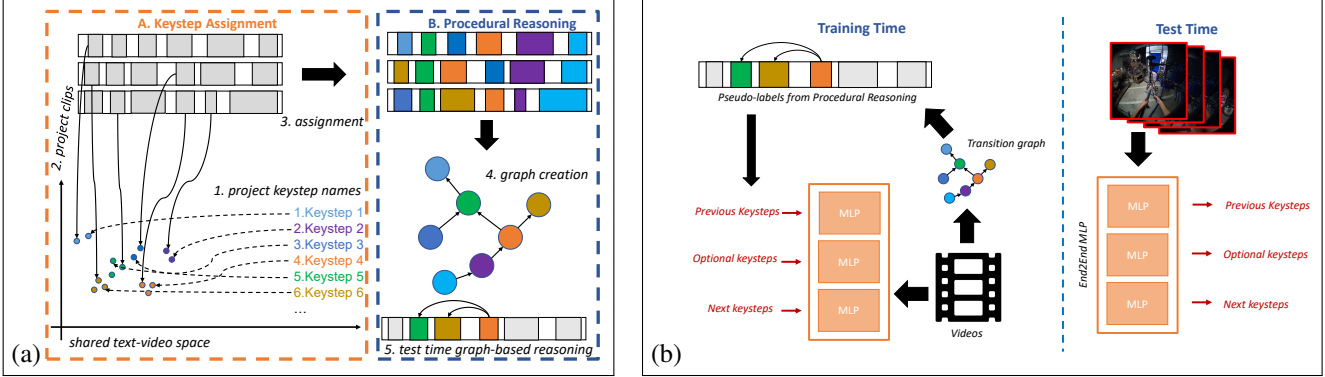 A. Keystep Assignment
2. project clips
3. assignment
1. project keystep names
1.Keystep 1
2.Keystep 2
3.Keystep 3
4.Keystep 4
5.Keystep 5
6.Keystep 6
...
shared text-video space
(a)
B. Procedural Reasoning
4. graph creation
5. test time graph-based reasoning
Training Time
Pseudo-labels from Procedural Reasoning
Transition graph
Previous Keysteps
MLP
Optional keysteps
MLP
Next keysteps
MLP
Videos
(b)
Test Time
End2End MLP
MLP
Previous Keysteps
MLP
Optional keysteps
MLP
Next keysteps